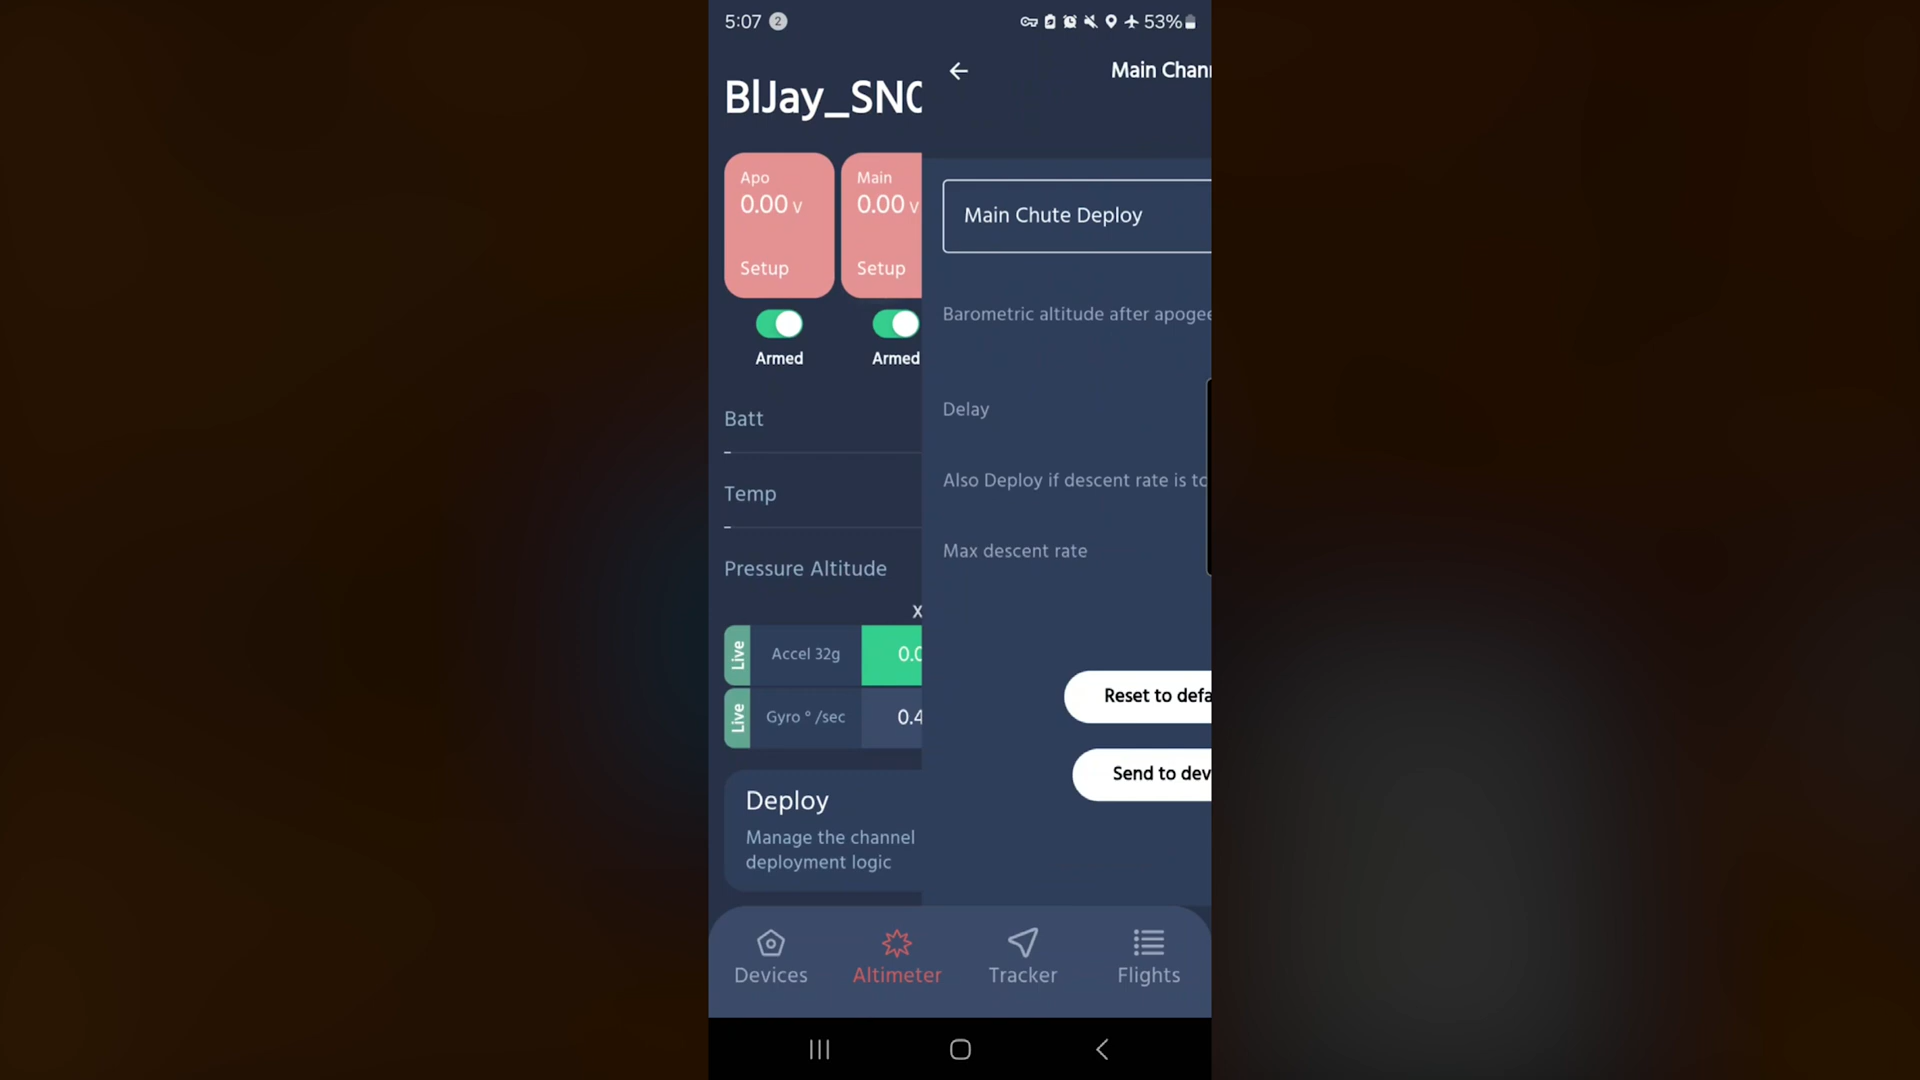 5:07 2 53%
Main Chann
BlJay_SN
Apo
0.00 v
Setup
Main
0.00 v
Setup
Armed
Armed
Main Chute Deploy
Barometric altitude after apogee
Delay
Also Deploy if descent rate is to
Max descent rate
Reset to defa
Send to dev
Batt
-
Temp
-
Pressure Altitude
X
Live Accel 32g 0.0
Live Gyro ° /sec 0.4
Deploy
Manage the channel
deployment logic
Devices Altimeter Tracker Flights